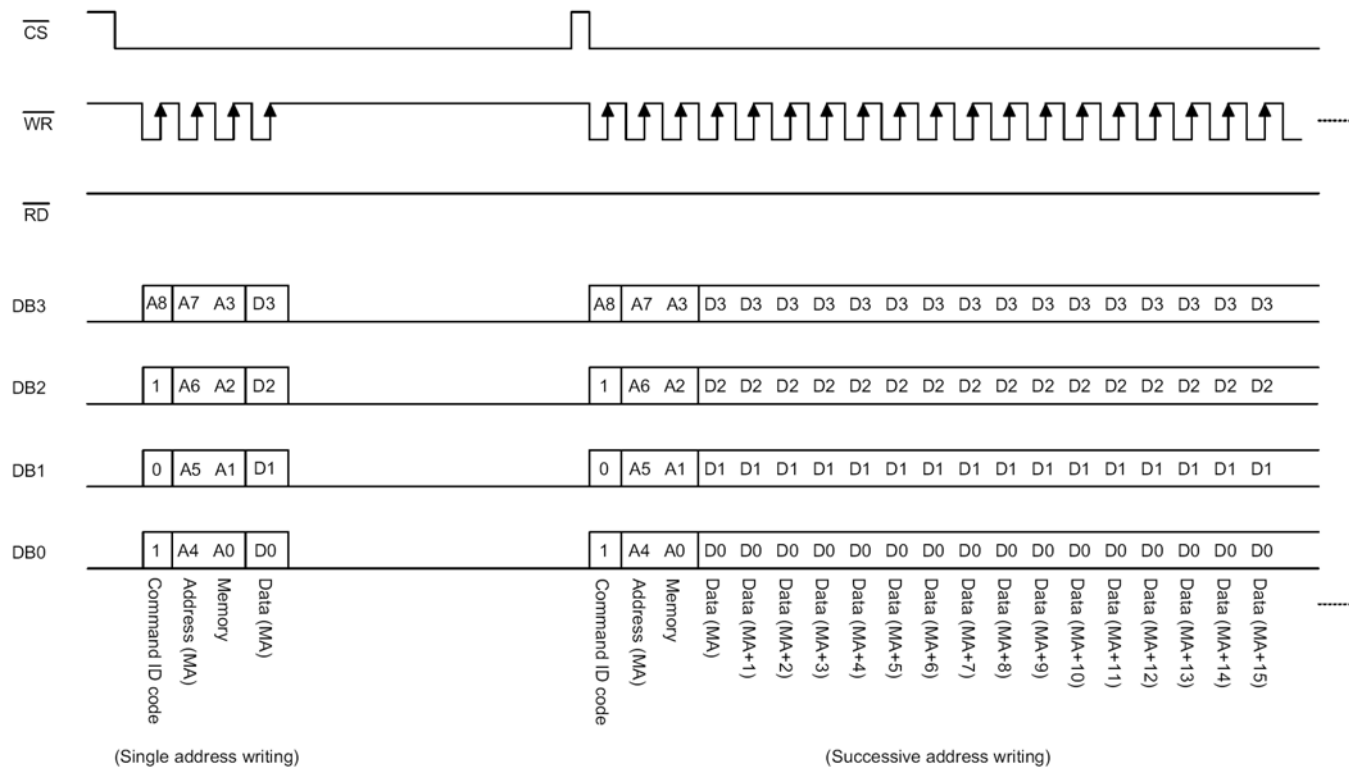 CS
WR
RD
DB3 A8 A7 A3 D3 A8 A7 A3 D3 D3 D3 D3 D3 D3 D3 D3 D3 D3 D3 D3 D3 D3 D3 D3
DB2 1 A6 A2 D2 1 A6 A2 D2 D2 D2 D2 D2 D2 D2 D2 D2 D2 D2 D2 D2 D2 D2 D2
DB1 0 A5 A1 D1 0 A5 A1 D1 D1 D1 D1 D1 D1 D1 D1 D1 D1 D1 D1 D1 D1 D1 D1
DB0 1 A4 A0 D0 1 A4 A0 D0 D0 D0 D0 D0 D0 D0 D0 D0 D0 D0 D0 D0 D0 D0 D0
Command ID code
Address (MA)
Memory
Data (MA)
Command ID code
Address (MA)
Memory
Data (MA)
Data (MA+1)
Data (MA+2)
Data (MA+3)
Data (MA+4)
Data (MA+5)
Data (MA+6)
Data (MA+7)
Data (MA+8)
Data (MA+9)
Data (MA+10)
Data (MA+11)
Data (MA+12)
Data (MA+13)
Data (MA+14)
Data (MA+15)
(Single address writing) (Successive address writing)